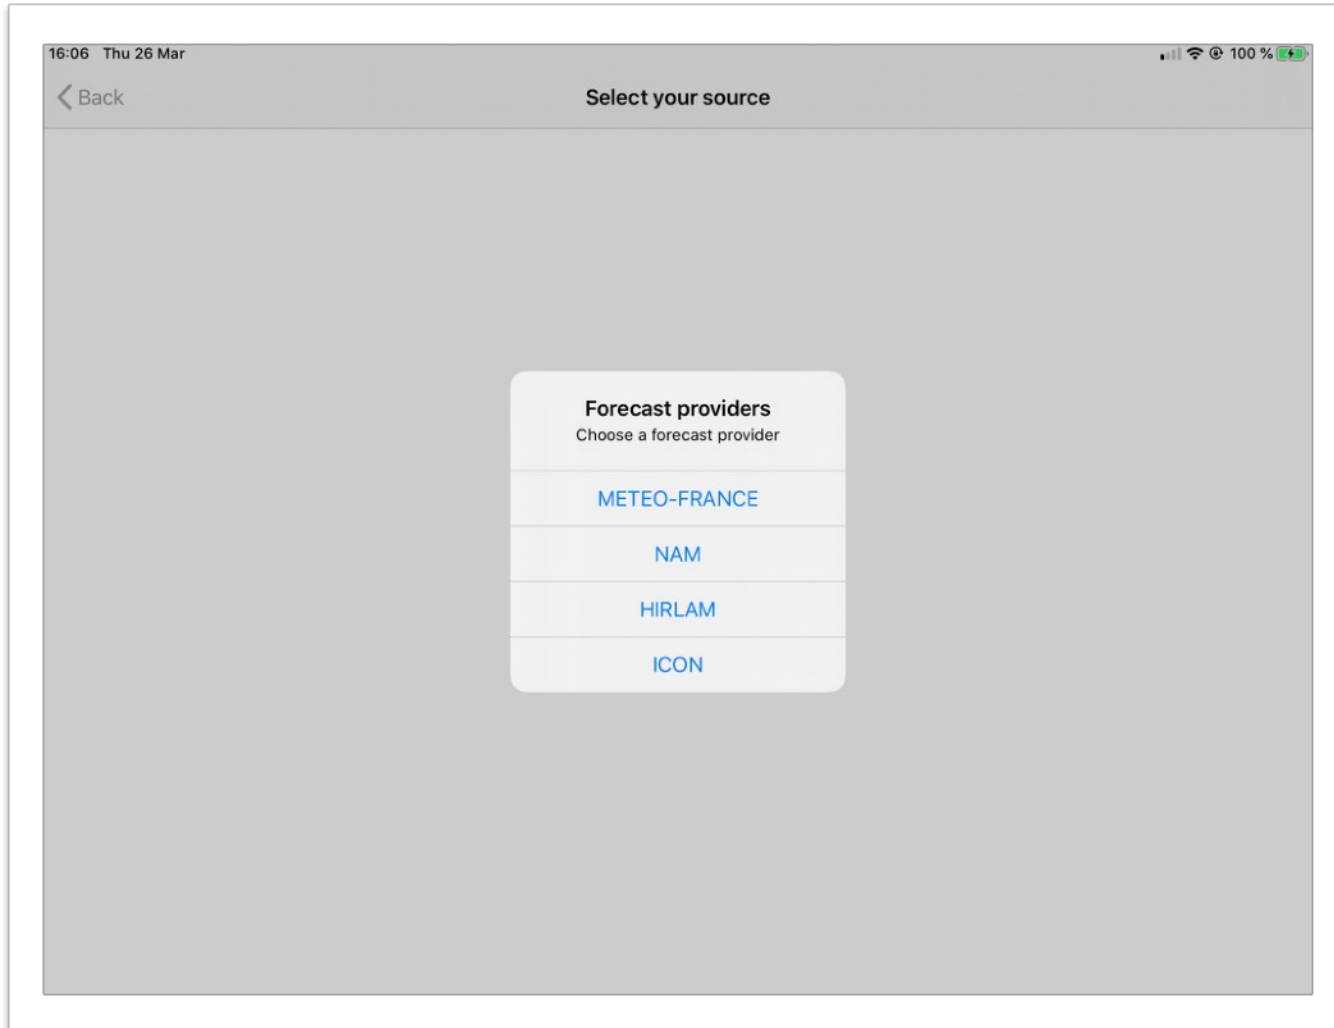 16:06 Thu 26 Mar
100 %
Back
Select your source
Forecast providers
Choose a forecast provider
METEO-FRANCE
NAM
HIRLAM
ICON